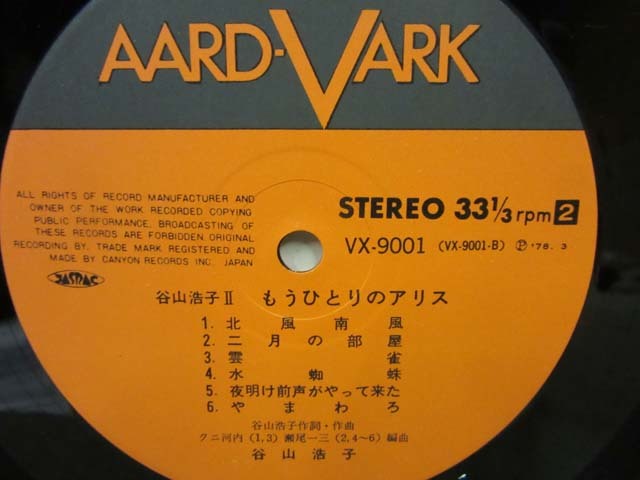 AARD-VARK
ALL RIGHTS OF RECORD MANUFACTURER AND
OWNER OF THE WORK RECORDED COPYING
PUBLIC PERFORMANCE, BROADCASTING OF
THESE RECORDS ARE FORBIDDEN. ORIGINAL
RECORDING BY. TRADE MARK REGISTERED AND
MADE BY CANYON RECORDS INC. JAPAN
JASRAC
STEREO 33 1/3 rpm 2
VX-9001 (VX-9001-B) Ⓟ '78. 3
谷山浩子II もうひとりのアリス
1. 北風南風
2. 二月の部屋
3. 雲雀
4. 水蜘蛛
5. 夜明け前声がやって来た
6. やまわろ
谷山浩子作詞・作曲
クニ河内(1,3) 瀬尾一三(2,4~6)編曲
谷山浩子